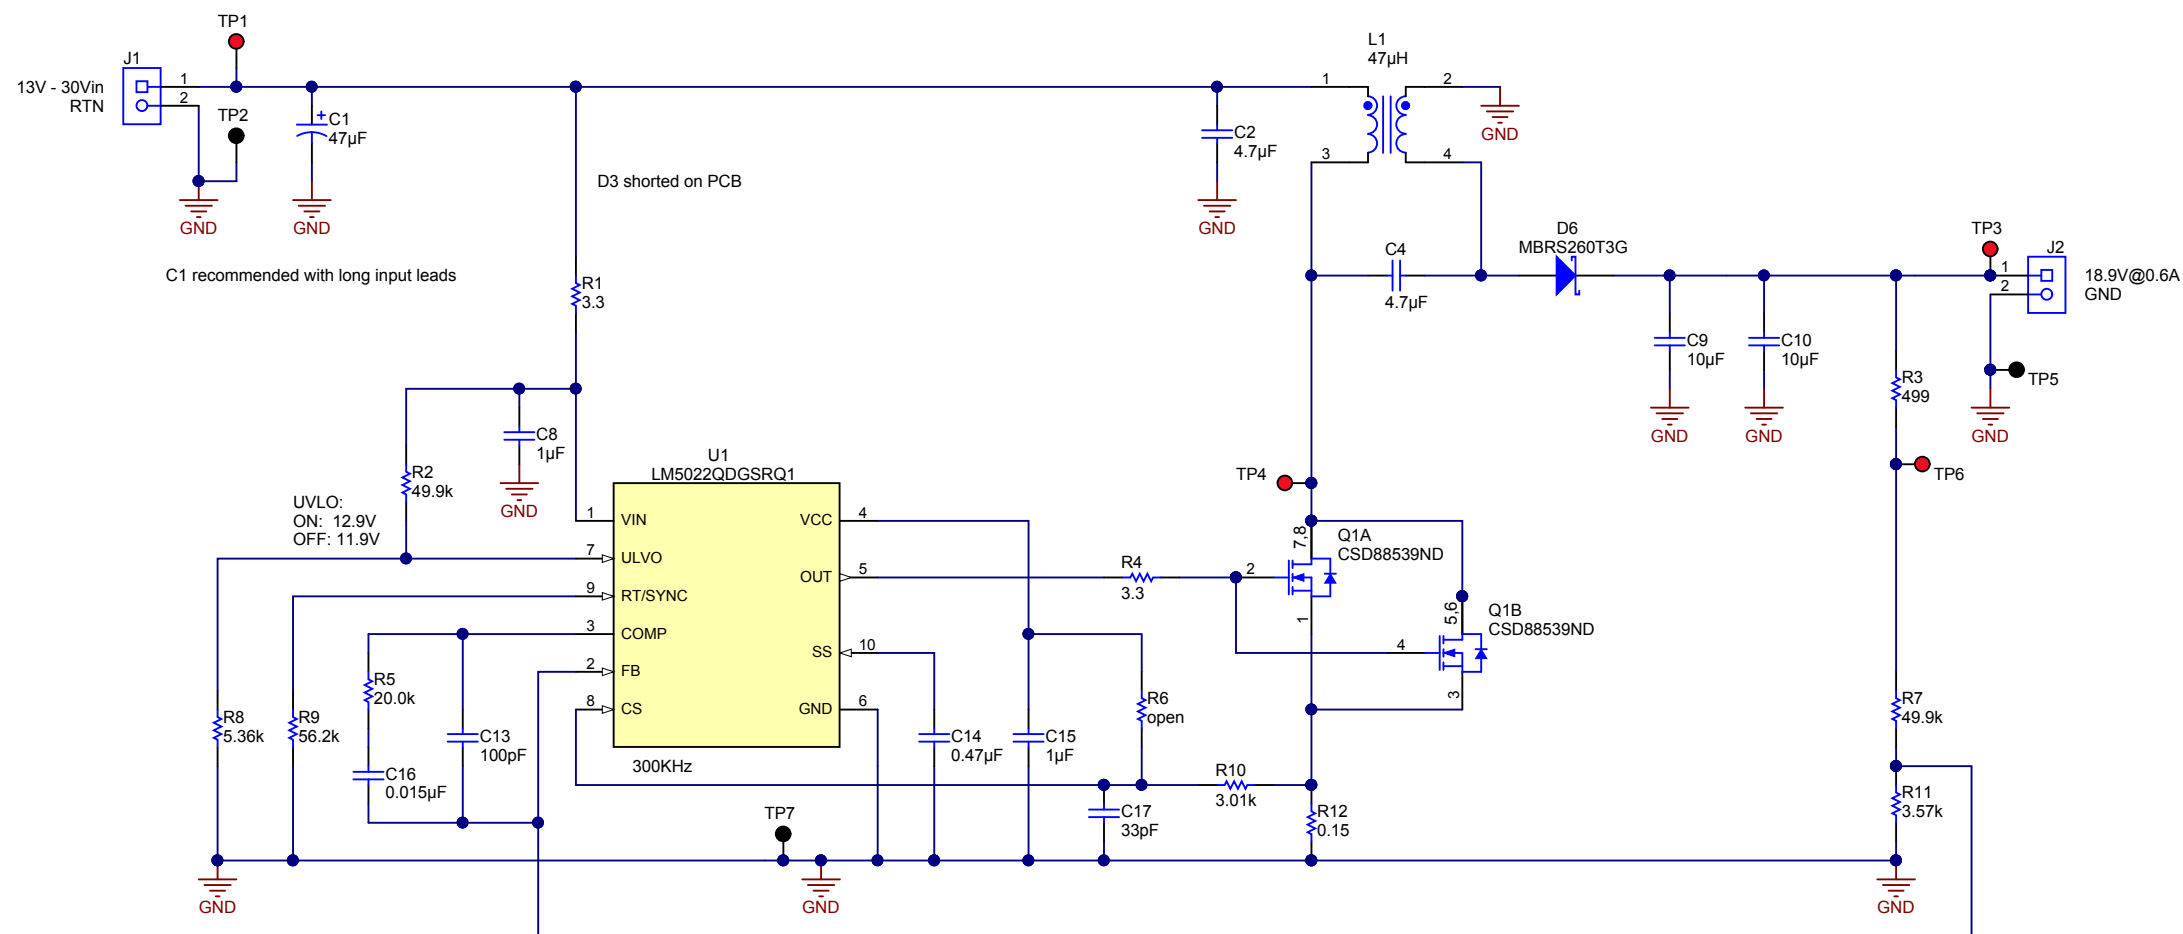 TP1
J1
13V - 30Vin
RTN
1
2
TP2
+
C1
47µF
GND
GND
C1 recommended with long input leads
D3 shorted on PCB
R1
3.3
C2
4.7µF
GND
L1
47µH
1
2
3
4
GND
C4
4.7µF
D6
MBRS260T3G
TP3
J2
1
2
18.9V@0.6A
GND
C9
10µF
C10
10µF
GND
GND
R3
499
TP5
GND
TP6
C8
1µF
GND
R2
49.9k
UVLO:
ON: 12.9V
OFF: 11.9V
U1
LM5022QDGSRQ1
1
VIN
7
ULVO
9
RT/SYNC
3
COMP
2
FB
8
CS
VCC
4
OUT
5
SS
10
GND
6
300KHz
TP4
7,8
Q1A
CSD88539ND
2
1
R4
3.3
5,6
Q1B
CSD88539ND
4
3
R5
20.0k
R8
5.36k
R9
56.2k
C13
100pF
C16
0.015µF
C14
0.47µF
C15
1µF
R6
open
R10
3.01k
C17
33pF
R12
0.15
R7
49.9k
R11
3.57k
TP7
GND
GND
GND